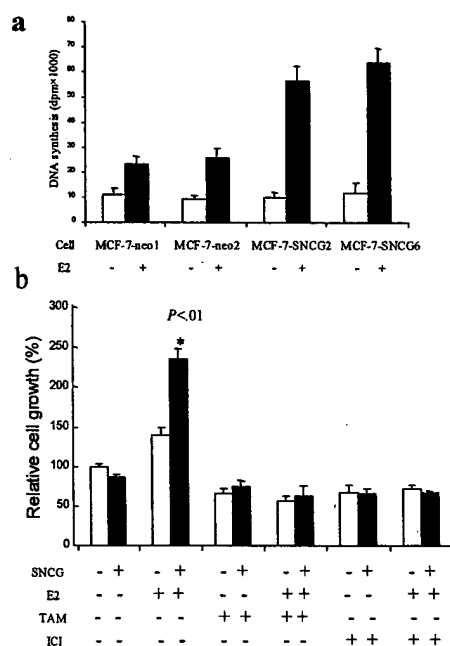 a
DNA synthesis (dpm×1000)
80
70
60
50
40
30
20
10
0
Cell MCF-7-neo1 MCF-7-neo2 MCF-7-SNCG2 MCF-7-SNCG6
E2 - + - + - + - +
b
P<.01
*
Relative cell growth (%)
300
250
200
150
100
50
0
SNCG - + - + - + - + - + - +
E2 - - + + - - + + - - + +
TAM - - - - + + + + - - - -
ICI - - - - - - - - + + + +